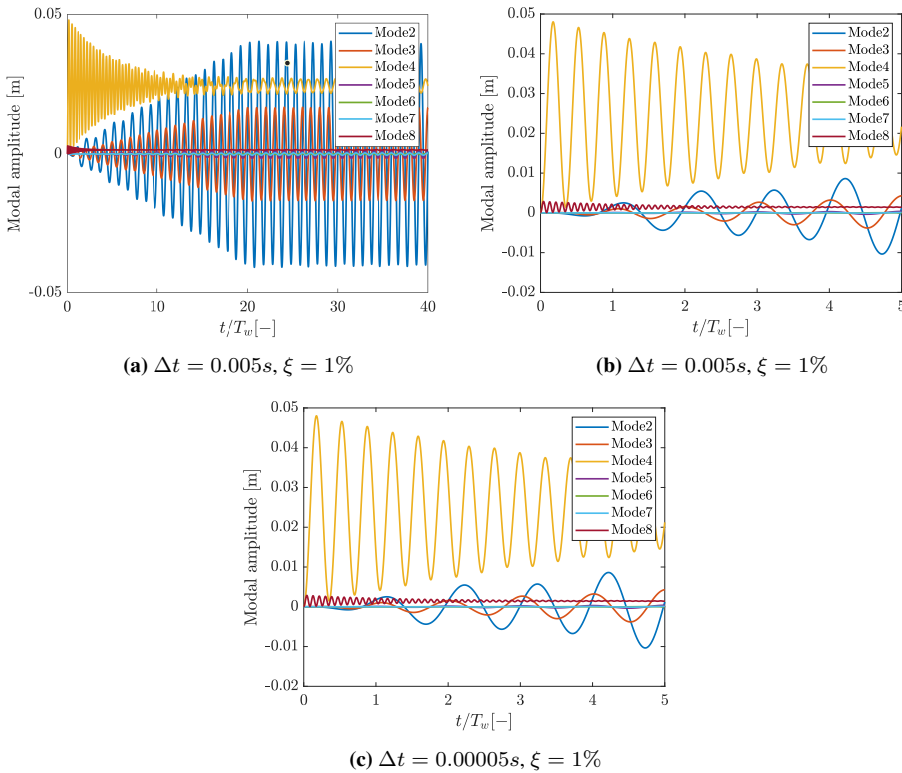 0.05
0
-0.05
Modal amplitude [m]
Mode2
Mode3
Mode4
Mode5
Mode6
Mode7
Mode8
0 10 20 30 40
t/T_w[−]
(a) Δt = 0.005s, ξ = 1%
0.05
0.04
0.03
0.02
0.01
0
-0.01
-0.02
Modal amplitude [m]
Mode2
Mode3
Mode4
Mode5
Mode6
Mode7
Mode8
0 1 2 3 4 5
t/T_w[−]
(b) Δt = 0.005s, ξ = 1%
0.05
0.04
0.03
0.02
0.01
0
-0.01
-0.02
Modal amplitude [m]
Mode2
Mode3
Mode4
Mode5
Mode6
Mode7
Mode8
0 1 2 3 4 5
t/T_w[−]
(c) Δt = 0.00005s, ξ = 1%